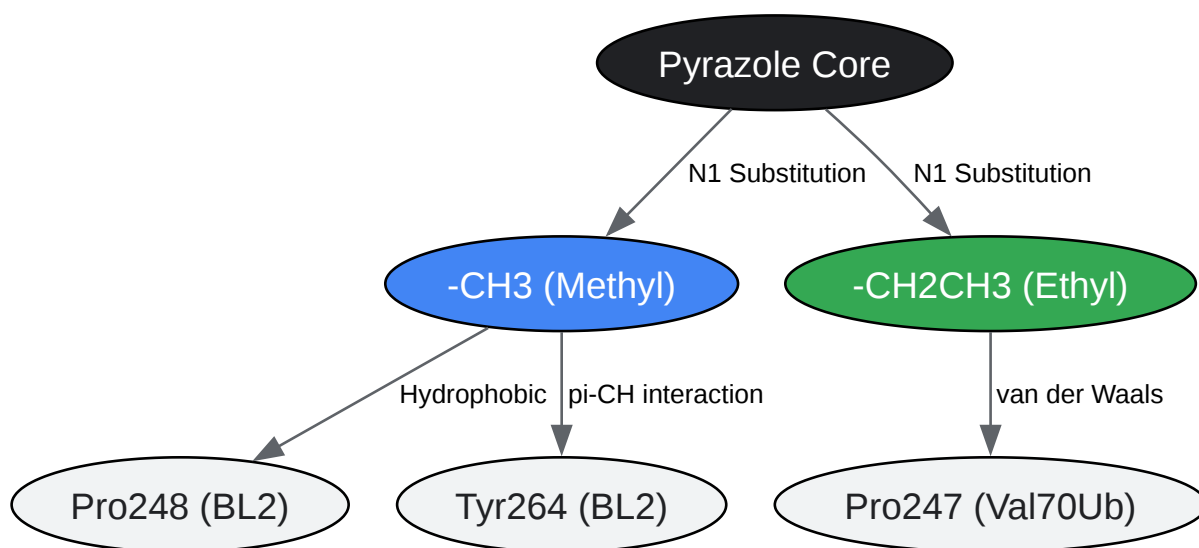 Pyrazole Core
N1 Substitution
N1 Substitution
-CH3 (Methyl)
-CH2CH3 (Ethyl)
Hydrophobic
pi-CH interaction
van der Waals
Pro248 (BL2)
Tyr264 (BL2)
Pro247 (Val70Ub)